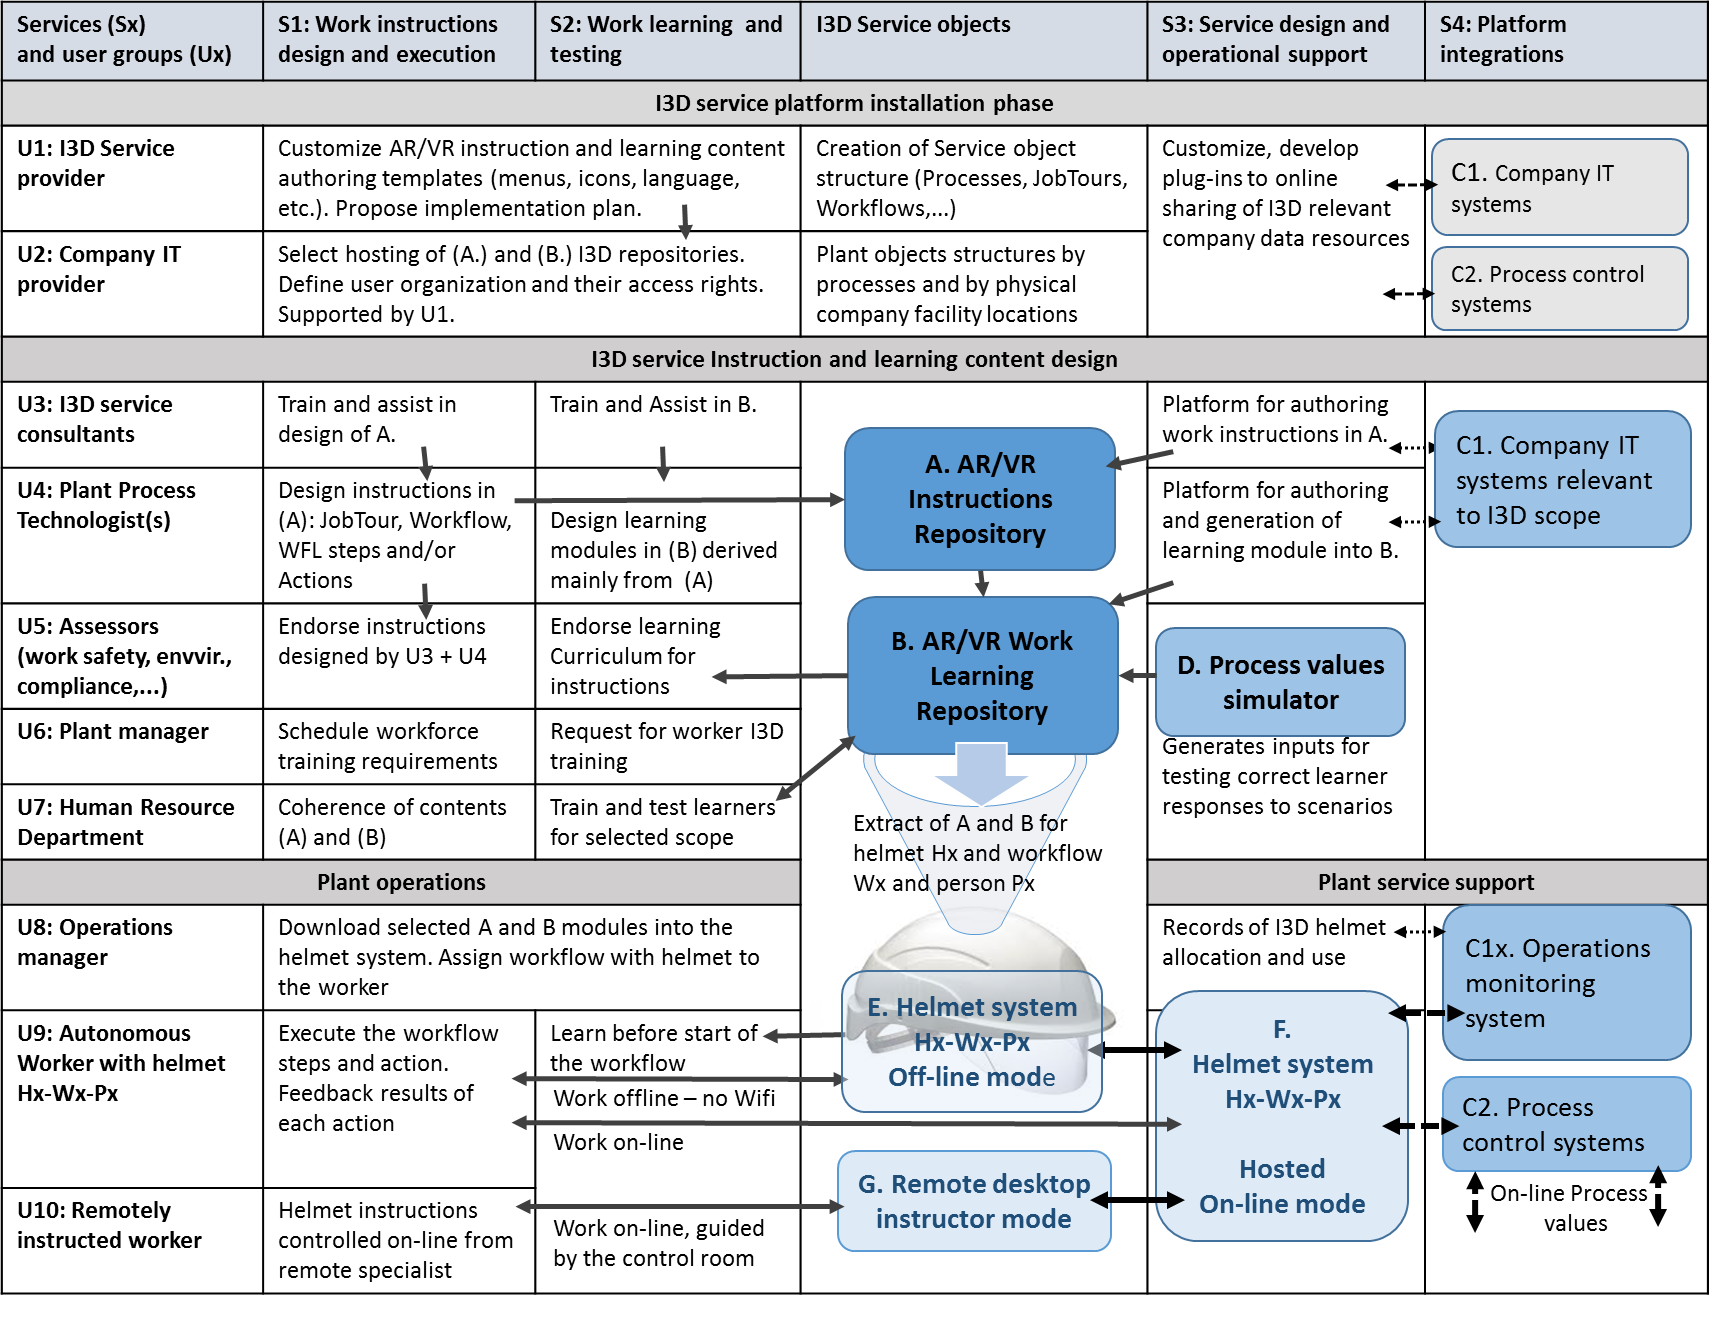 Services (Sx)
and user groups (Ux)
S1: Work instructions
design and execution
S2: Work learning and
testing
I3D Service objects
S3: Service design and
operational support
S4: Platform
integrations
I3D service platform installation phase
U1: I3D Service
provider
Customize AR/VR instruction and learning content
authoring templates (menus, icons, language,
etc.). Propose implementation plan.
Creation of Service object
structure (Processes, JobTours,
Workflows,...)
Customize, develop
plug-ins to online
sharing of I3D relevant
company data resources
C1. Company IT
systems
U2: Company IT
provider
Select hosting of (A.) and (B.) I3D repositories.
Define user organization and their access rights.
Supported by U1.
Plant objects structures by
processes and by physical
company facility locations
C2. Process control
systems
I3D service Instruction and learning content design
U3: I3D service
consultants
Train and assist in
design of A.
Train and Assist in B.
A. AR/VR
Instructions
Repository
Platform for authoring
work instructions in A.
C1. Company IT
systems relevant
to I3D scope
U4: Plant Process
Technologist(s)
Design instructions in
(A): JobTour, Workflow,
WFL steps and/or
Actions
Design learning
modules in (B) derived
mainly from (A)
Platform for authoring
and generation of
learning module into B.
U5: Assessors
(work safety, envvir.,
compliance,...)
Endorse instructions
designed by U3 + U4
Endorse learning
Curriculum for
instructions
B. AR/VR Work
Learning
Repository
D. Process values
simulator
Generates inputs for
testing correct learner
responses to scenarios
U6: Plant manager
Schedule workforce
training requirements
Request for worker I3D
training
U7: Human Resource
Department
Coherence of contents
(A) and (B)
Train and test learners
for selected scope
Extract of A and B for
helmet Hx and workflow
Wx and person Px
Plant operations
Plant service support
U8: Operations
manager
Download selected A and B modules into the
helmet system. Assign workflow with helmet to
the worker
Records of I3D helmet
allocation and use
C1x. Operations
monitoring
system
U9: Autonomous
Worker with helmet
Hx-Wx-Px
Execute the workflow
steps and action.
Feedback results of
each action
Learn before start of
the workflow
Work offline – no Wifi
Work on-line
E. Helmet system
Hx-Wx-Px
Off-line mode
F.
Helmet system
Hx-Wx-Px
Hosted
On-line mode
C2. Process
control systems
On-line Process
values
U10: Remotely
instructed worker
Helmet instructions
controlled on-line from
remote specialist
Work on-line, guided
by the control room
G. Remote desktop
instructor mode